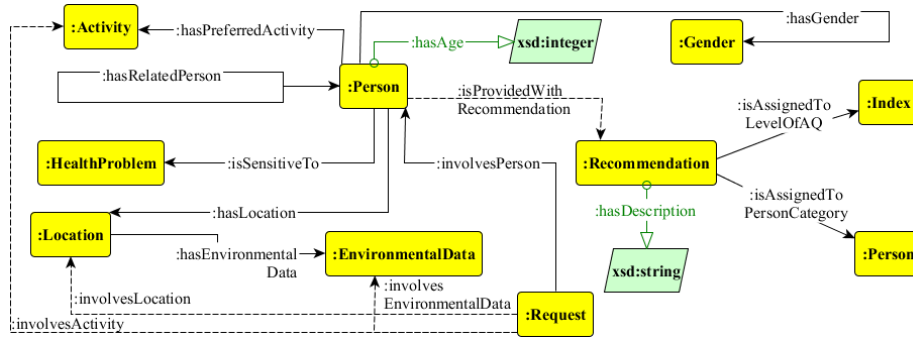 :hasGender
:Activity
:hasPreferredActivity
:hasAge
xsd:integer
:Gender
:hasRelatedPerson
:Person
:isProvidedWith
Recommendation
:isAssignedTo
LevelOfAQ
:Index
:HealthProblem
:isSensitiveTo
:involvesPerson
:Recommendation
:isAssignedTo
PersonCategory
:hasLocation
:hasDescription
:Location
:hasEnvironmental
Data
:EnvironmentalData
:Person
xsd:string
:involves
EnvironmentalData
:involvesLocation
:Request
:involvesActivity